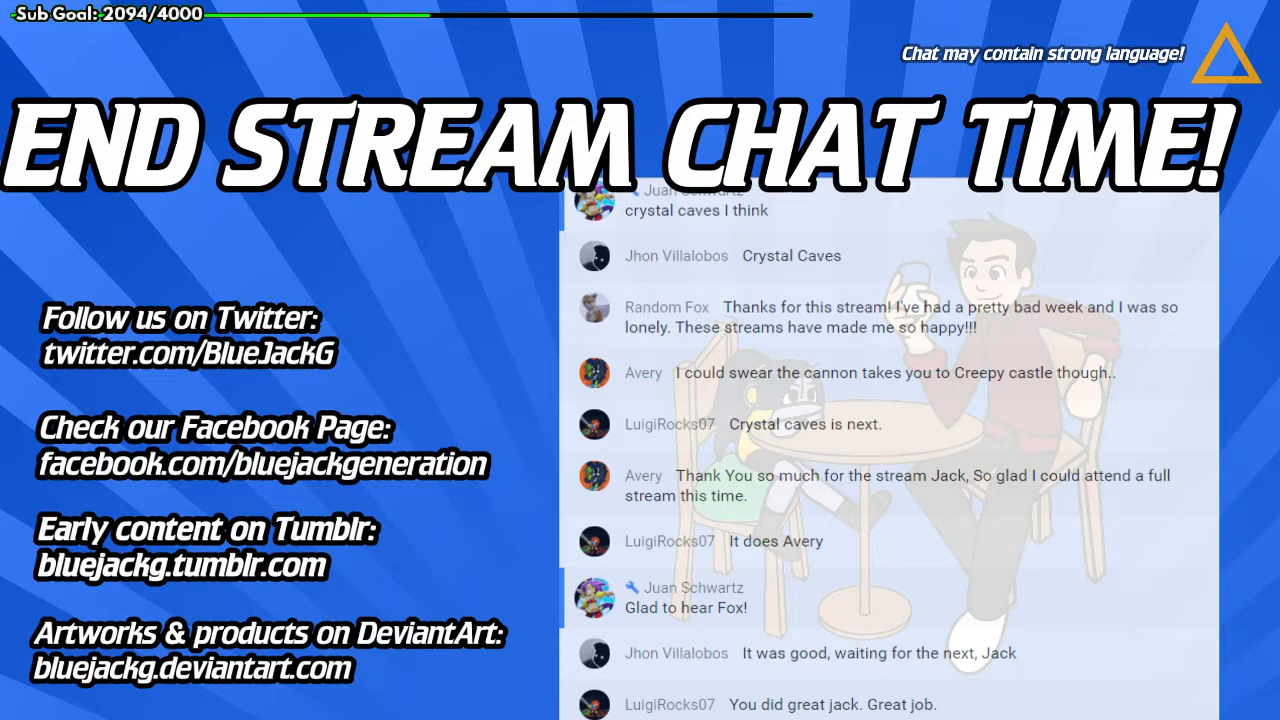 Sub Goal: 2094/4000
Chat may contain strong language!
END STREAM CHAT TIME!
Follow us on Twitter:
twitter.com/BlueJackG
Check our Facebook Page:
facebook.com/bluejackgeneration
Early content on Tumblr:
bluejackg.tumblr.com
Artworks & products on DeviantArt:
bluejackg.deviantart.com
Juan Schwartz
crystal caves I think
Jhon Villalobos Crystal Caves
Random Fox Thanks for this stream! I've had a pretty bad week and I was so
lonely. These streams have made me so happy!!!
Avery I could swear the cannon takes you to Creepy castle though..
LuigiRocks07 Crystal caves is next.
Avery Thank You so much for the stream Jack, So glad I could attend a full
stream this time.
LuigiRocks07 It does Avery
Juan Schwartz
Glad to hear Fox!
Jhon Villalobos It was good, waiting for the next, Jack
LuigiRocks07 You did great jack. Great job.